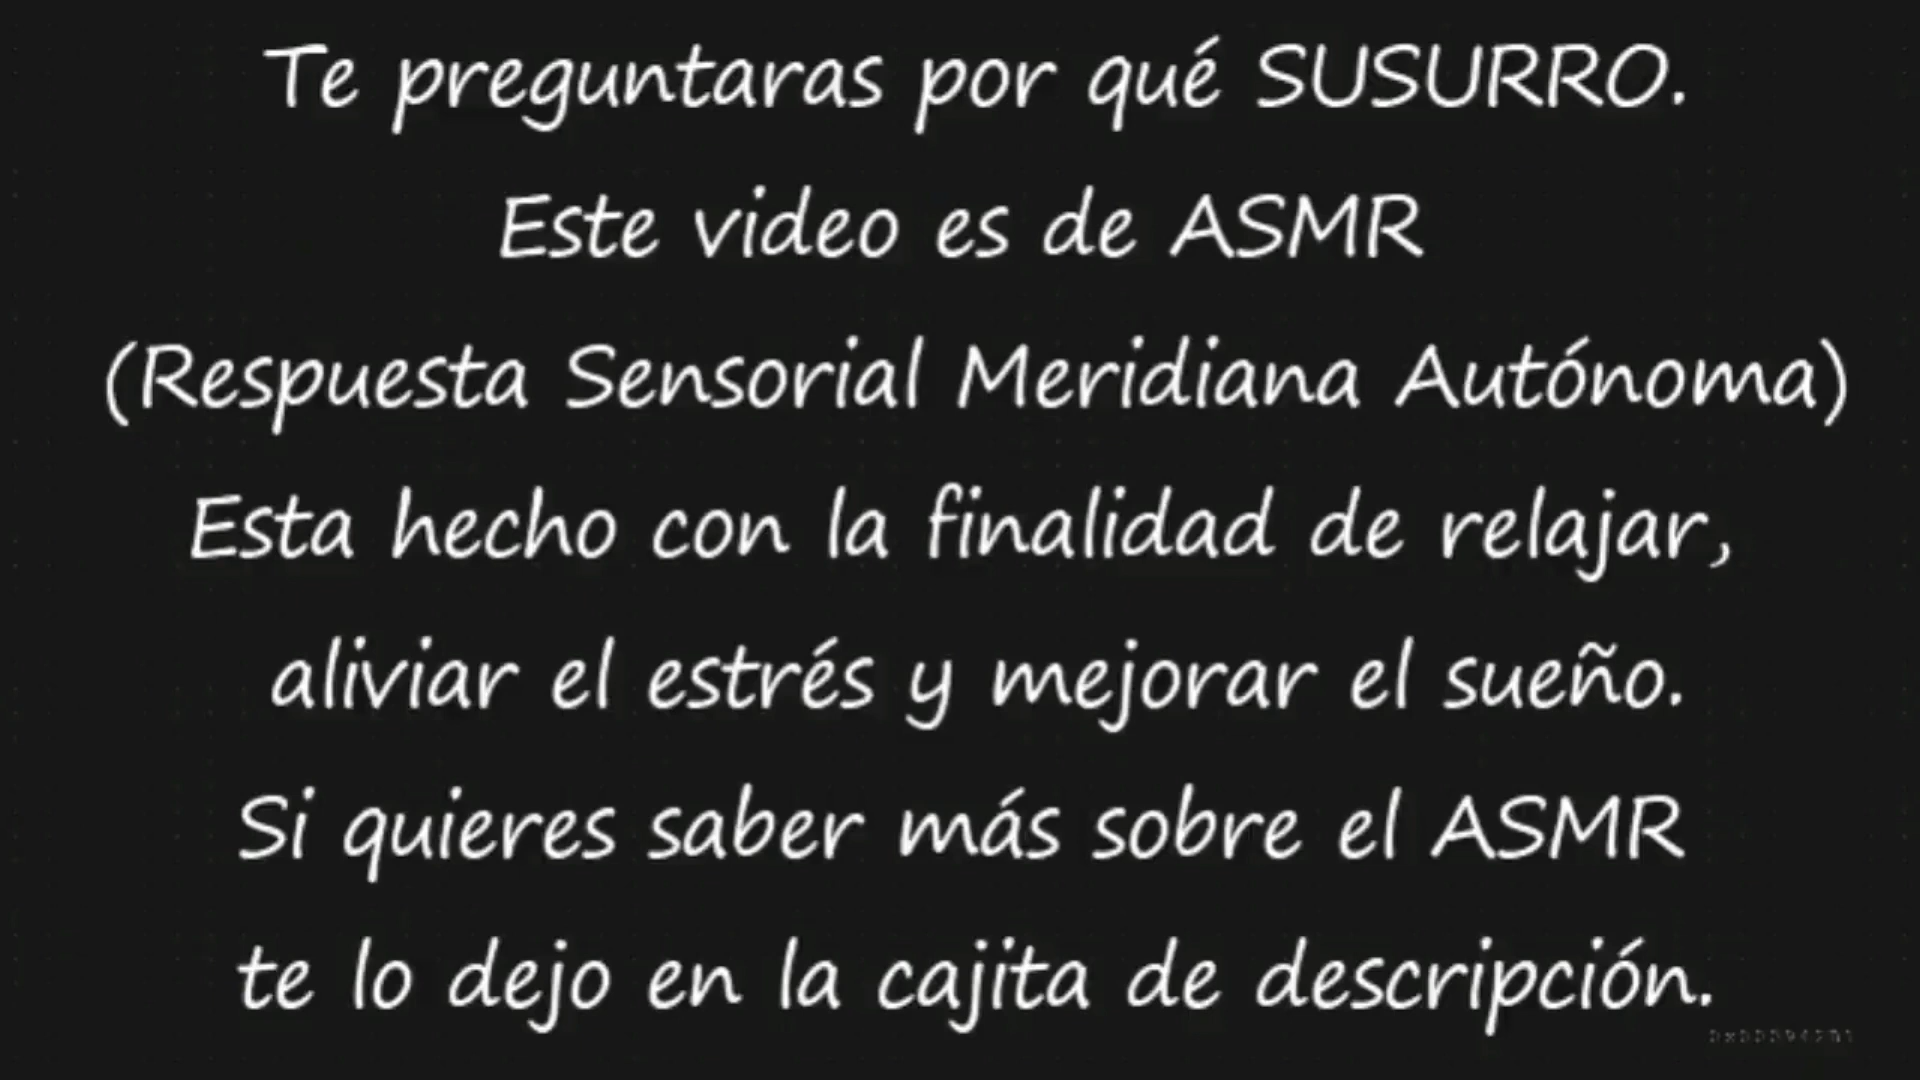 Te preguntaras por qué SUSURRO.
Este video es de ASMR
(Respuesta Sensorial Meridiana Autónoma)
Esta hecho con la finalidad de relajar,
aliviar el estrés y mejorar el sueño.
Si quieres saber más sobre el ASMR
te lo dejo en la cajita de descripción.